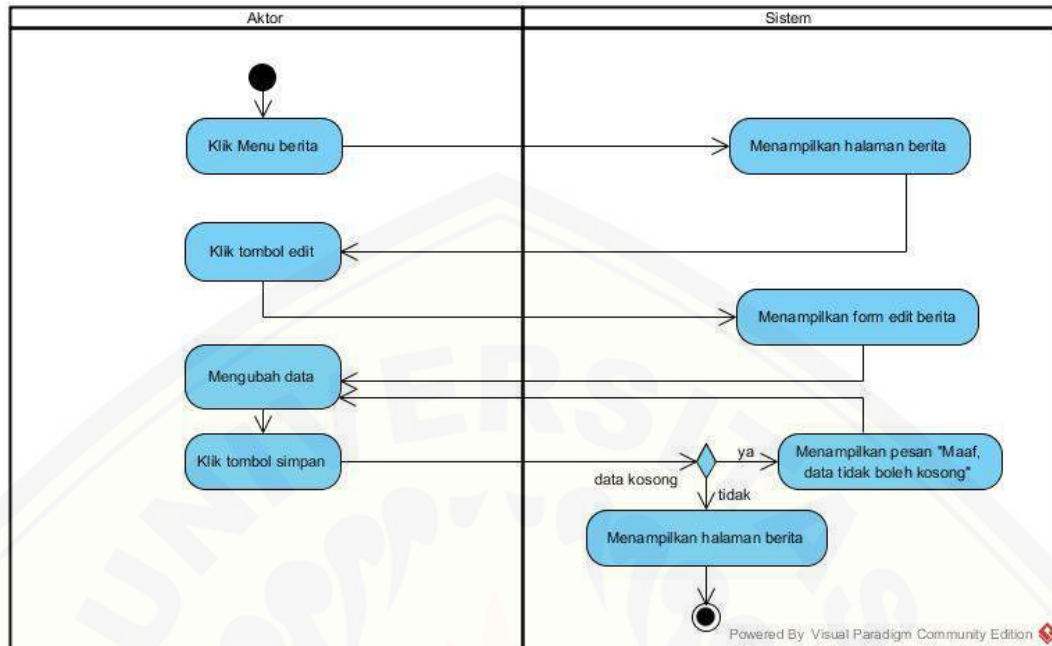 Aktor
Sistem
Klik Menu berita
Menampilkan halaman berita
Klik tombol edit
Menampilkan form edit berita
Mengubah data
Klik tombol simpan
data kosong
ya
Menampilkan pesan "Maaf,
data tidak boleh kosong"
tidak
Menampilkan halaman berita
UNIVERSITAS
Powered By Visual Paradigm Community Edition